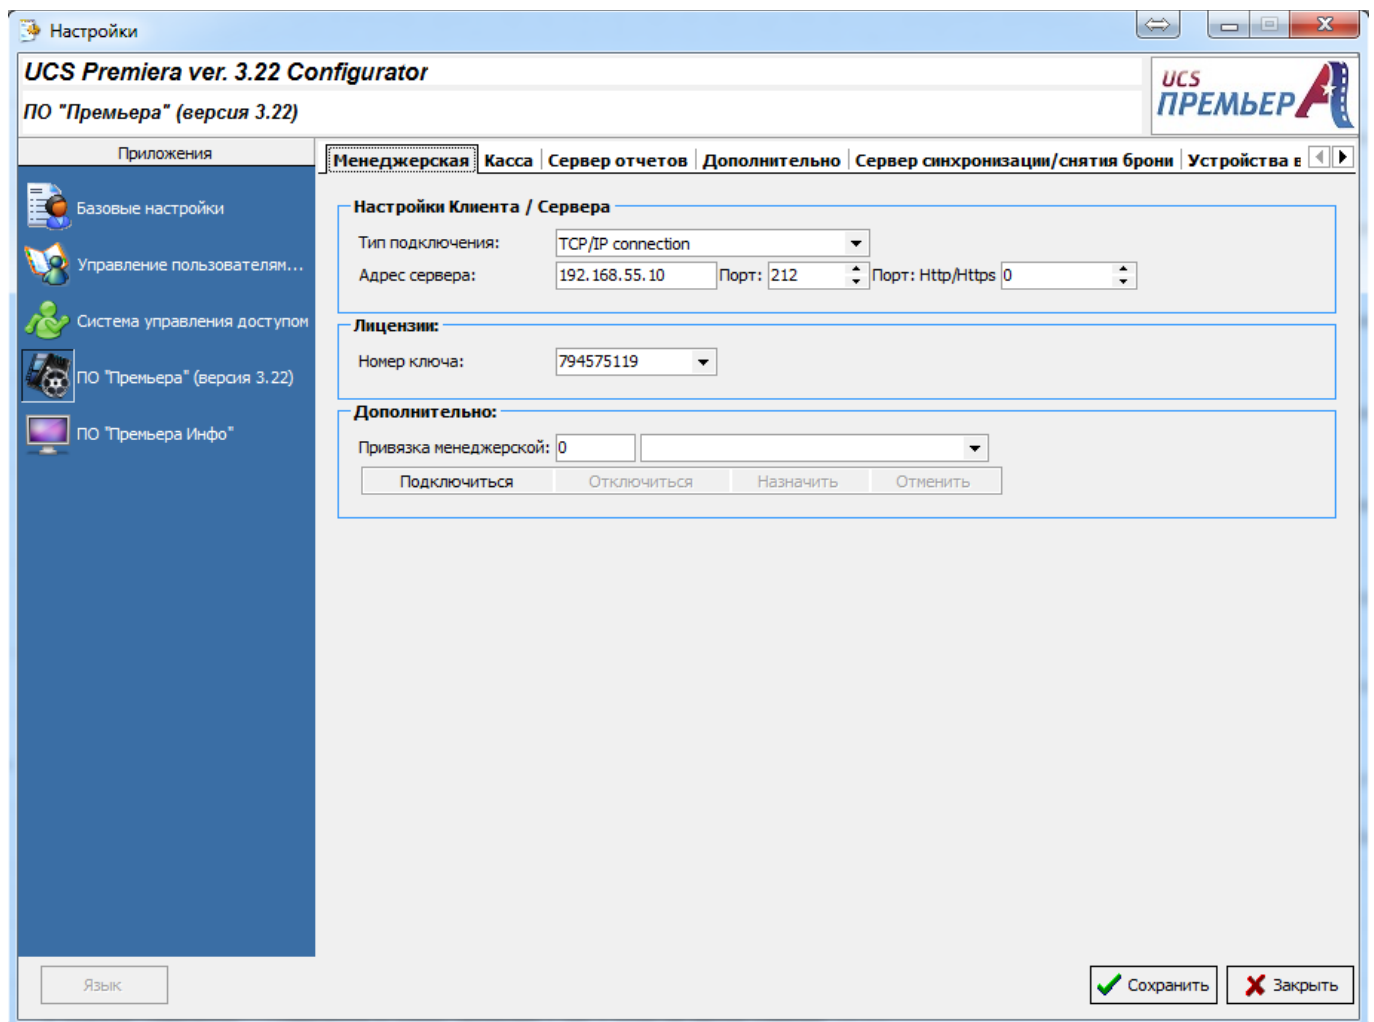 Настройки
UCS Premiera ver. 3.22 Configurator
ПО "Премьера" (версия 3.22)
UCS
ПРЕМЬЕРА
Приложения
Базовые настройки
Управление пользователям...
Система управления доступом
ПО "Премьера" (версия 3.22)
ПО "Премьера Инфо"
Менеджерская Касса Сервер отчетов Дополнительно Сервер синхронизации/снятия брони Устройства в
Настройки Клиента / Сервера
Тип подключения: TCP/IP connection
Адрес сервера: 192.168.55.10 Порт: 212 Порт: Http/Https 0
Лицензии:
Номер ключа: 794575119
Дополнительно:
Привязка менеджерской: 0
Подключиться Отключиться Назначить Отменить
Язык
Сохранить Закрыть